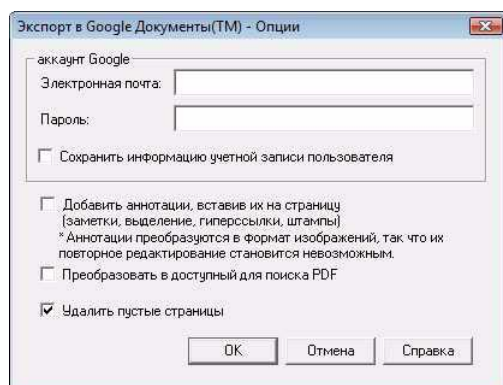 Экспорт в Google Документы(TM) - Опции
аккаунт Google
Электронная почта:
Пароль:
Сохранить информацию учетной записи пользователя
Добавить аннотации, вставив их на страницу
(заметки, выделение, гиперссылки, штампы)
* Аннотации преобразуются в формат изображений, так что их
повторное редактирование становится невозможным.
Преобразовать в доступный для поиска PDF
Удалить пустые страницы
OK Отмена Справка